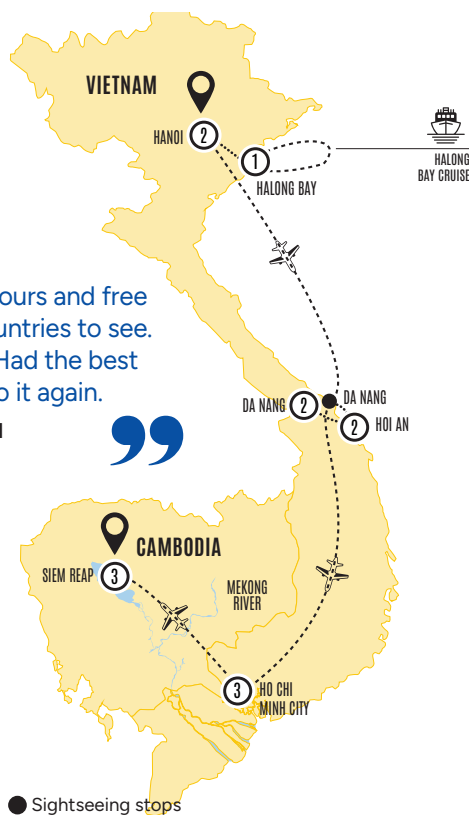 VIETNAM
HANOI
2
1
HALONG BAY
HALONG
BAY CRUISE
ours and free
untries to see.
Had the best
o it again.
”
DA NANG
2
DA NANG
2
HOI AN
CAMBODIA
SIEM REAP
3
MEKONG
RIVER
3
HO CHI
MINH CITY
Sightseeing stops